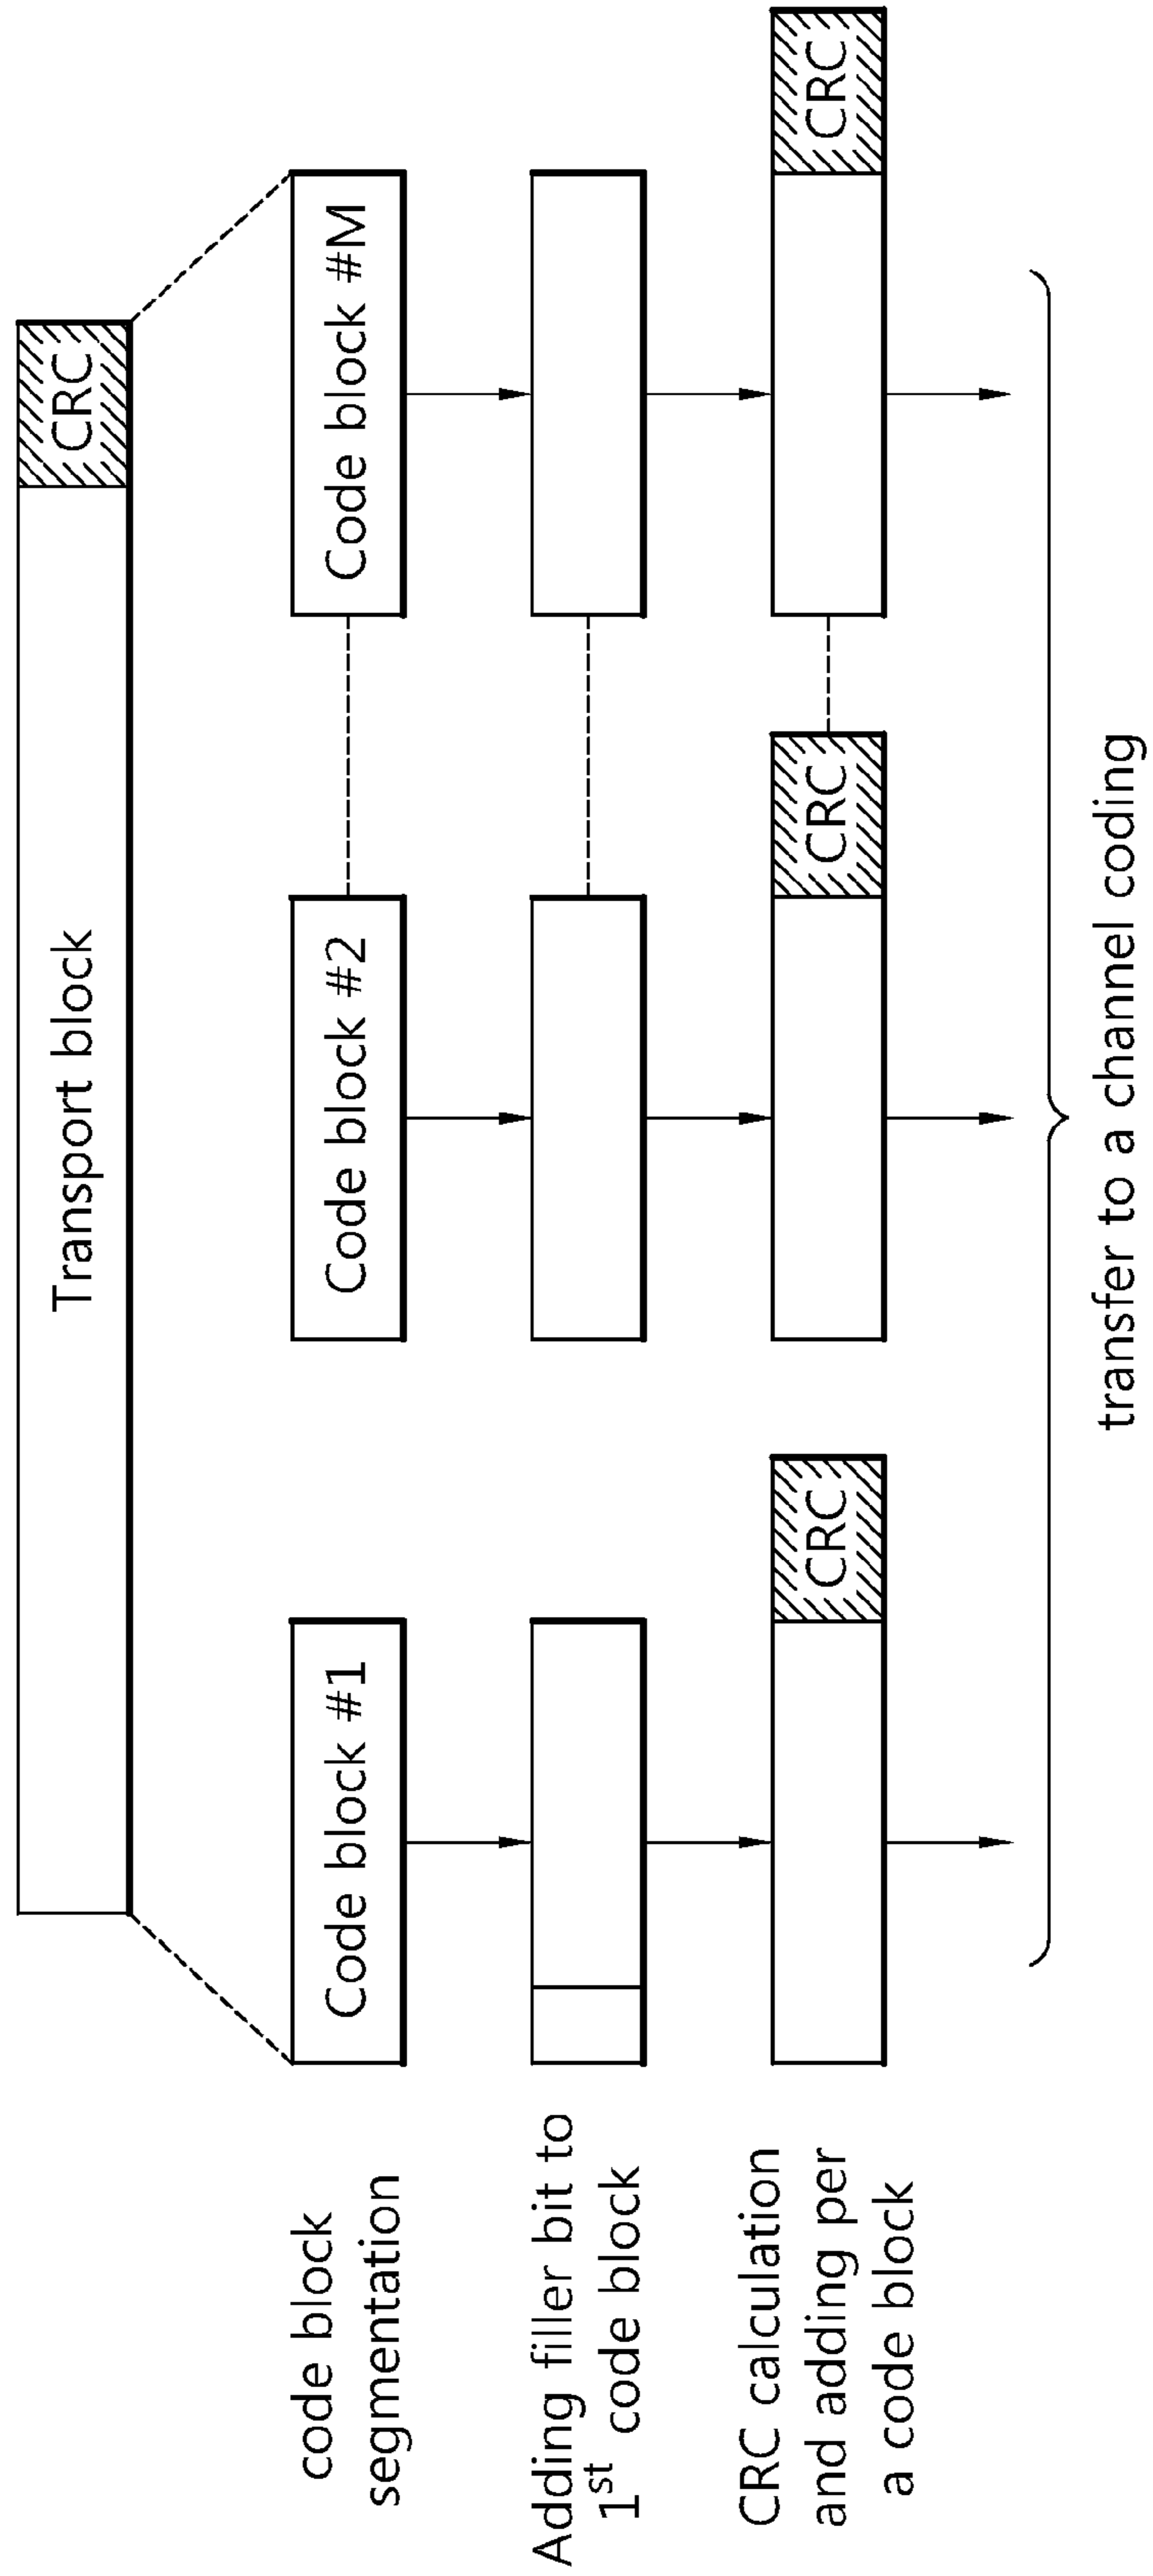 Transport block
CRC
code block
segmentation
Code block #1
Code block #2
Code block #M
Adding filler bit to
1st code block
CRC calculation
and adding per
a code block
CRC
CRC
CRC
transfer to a channel coding